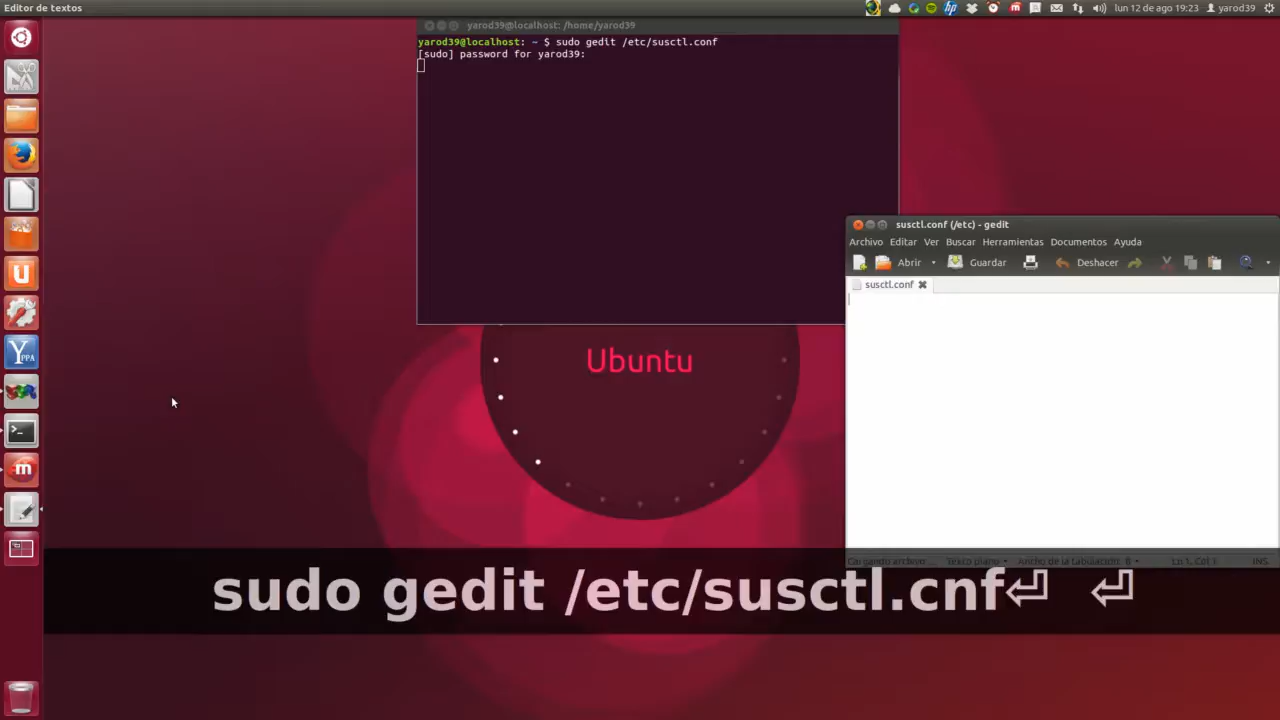 Editor de textos
lun 12 de ago 19:23 yarod39
yarod39@localhost: /home/yarod39
yarod39@localhost: ~ $ sudo gedit /etc/susctl.conf
[sudo] password for yarod39:
susctl.conf (/etc) - gedit
Archivo Editar Ver Buscar Herramientas Documentos Ayuda
Abrir Guardar Deshacer
susctl.conf
Ubuntu
Cargando archivo... Texto plano Ancho de la tabulación: 8 Ln 1, Col 1 INS
sudo gedit /etc/susctl.cnf⏎ ⏎